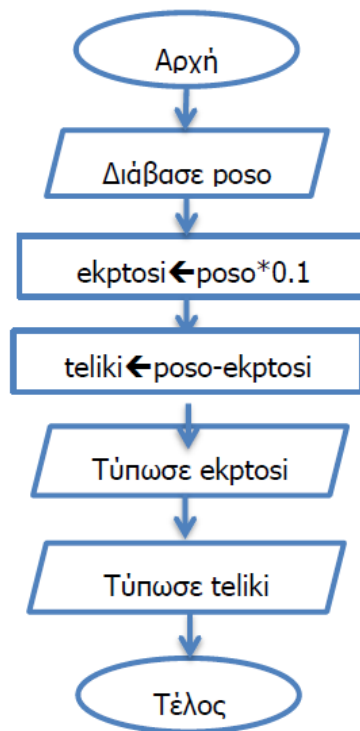 Αρχή
Διάβασε poso
ekptosi🡸poso*0.1
teliki🡸poso-ekptosi
Τύπωσε ekptosi
Τύπωσε teliki
Τέλος